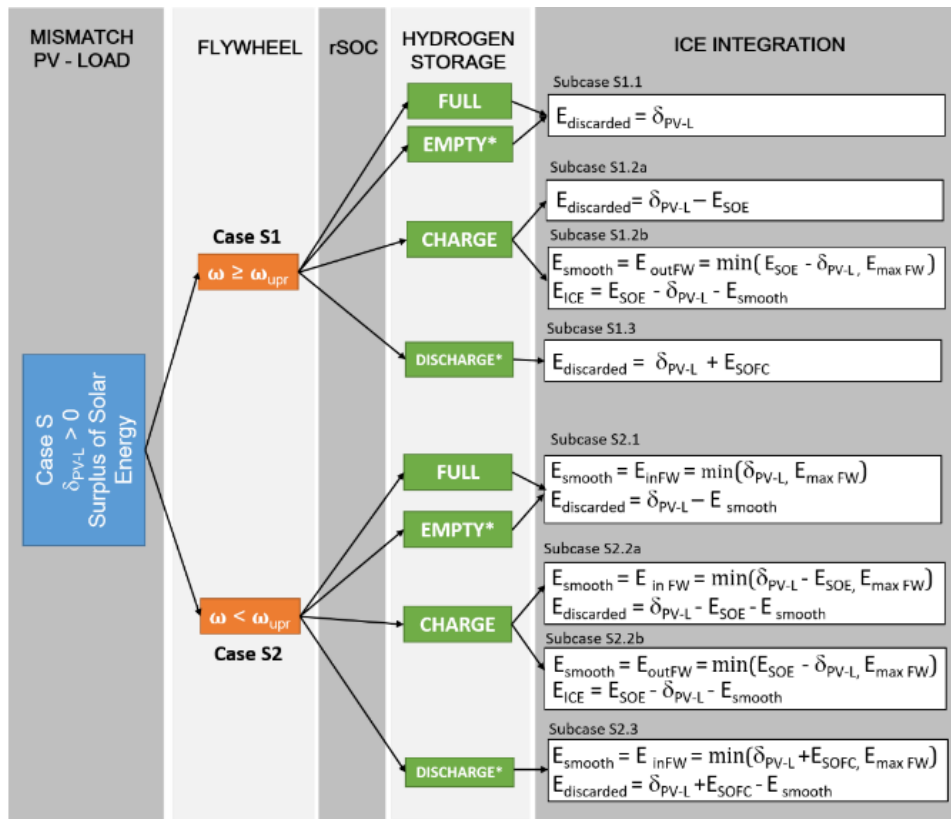 MISMATCH
PV - LOAD
FLYWHEEL
rSOC
HYDROGEN
STORAGE
ICE INTEGRATION
Case S
δPV-L > 0
Surplus of Solar
Energy
Case S1
ω ≥ ωupr
FULL
EMPTY*
CHARGE
DISCHARGE*
Subcase S1.1
Ediscarded = δPV-L
Subcase S1.2a
Ediscarded = δPV-L – ESOE
Subcase S1.2b
Esmooth = E outFW = min(ESOE - δPV-L, Emax FW)
EICE = ESOE - δPV-L - Esmooth
Subcase S1.3
Ediscarded = δPV-L + ESOFC
ω < ωupr
Case S2
FULL
EMPTY*
CHARGE
DISCHARGE*
Subcase S2.1
Esmooth = EinFW = min(δPV-L, Emax FW)
Ediscarded = δPV-L – E smooth
Subcase S2.2a
Esmooth = E in FW = min(δPV-L - ESOE, Emax FW)
Ediscarded = δPV-L - ESOE - Esmooth
Subcase S2.2b
Esmooth = EoutFW = min(ESOE - δPV-L, Emax FW)
EICE = ESOE - δPV-L - Esmooth
Subcase S2.3
Esmooth = E inFW = min(δPV-L +ESOFC, Emax FW)
Ediscarded = δPV-L +ESOFC - E smooth